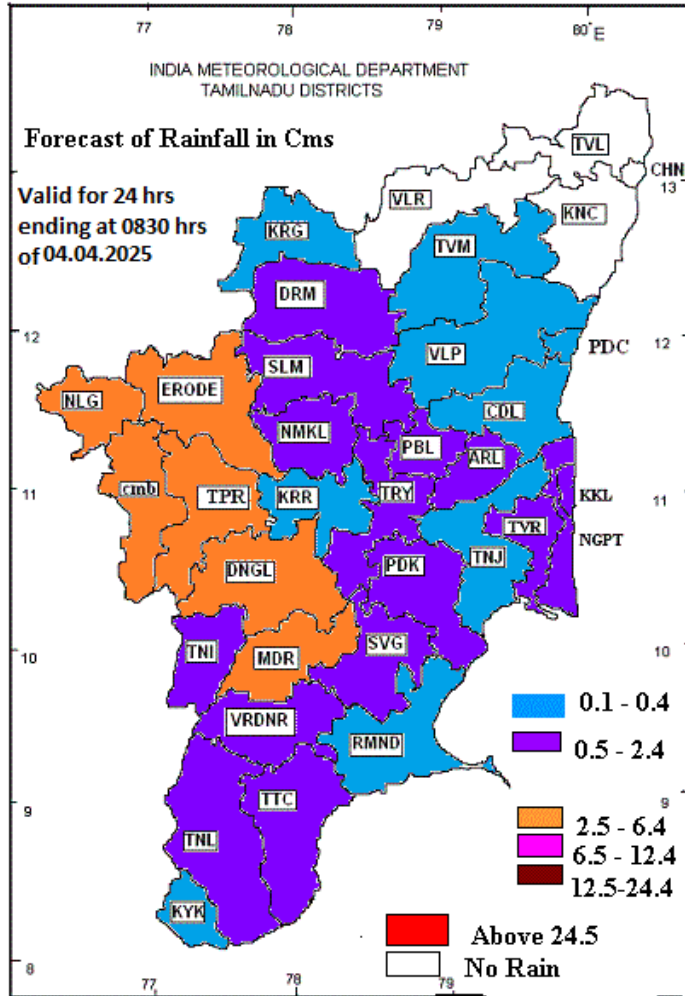 77 78 79 80° E
INDIA METEOROLOGICAL DEPARTMENT
TAMILNADU DISTRICTS
Forecast of Rainfall in Cms
TVL
CHN
13
Valid for 24 hrs
ending at 0830 hrs
of 04.04.2025
VLR
KNC
KRG
TVM
DRM
12
12
PDC
SLM
VLP
NLG
ERODE
CDL
NMKL
PBL
ARL
cmb
TPR
KRR
TRY
KKL
11
11
TVR
NGPT
DNGL
PDK
TNJ
TNI
MDR
SVG
10
10
VRDNR
RMND
0.1 - 0.4
0.5 - 2.4
9
9
TTC
TNL
2.5 - 6.4
6.5 - 12.4
12.5-24.4
KYK
Above 24.5
No Rain
8
77 78 79